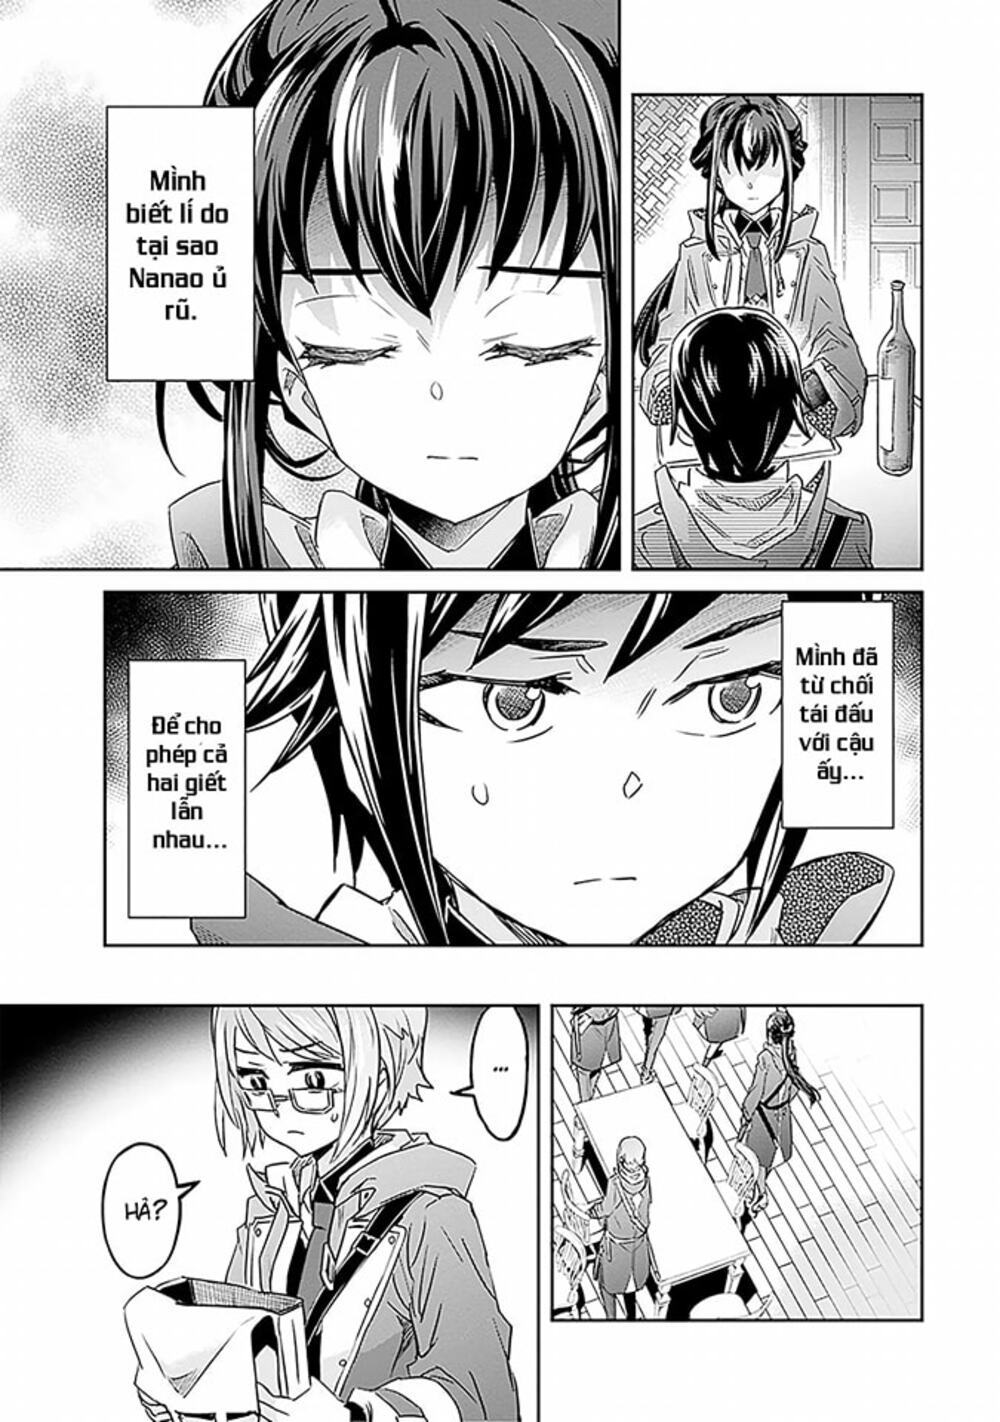 Mình
biết lí do
tại sao
Nanao ủ
rũ.
Mình đã
từ chối
tái đấu
với cậu
ấy...
Để cho
phép cả
hai giết
lẫn
nhau...
...
HẢ?